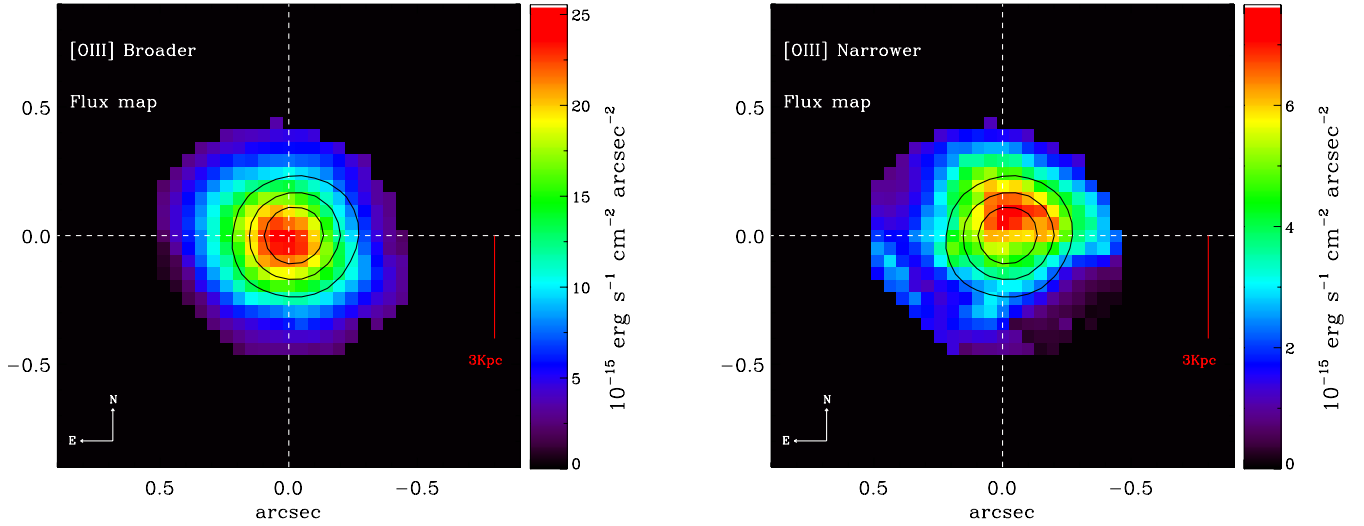 [OIII] Broader
Flux map
0.5
0.0
−0.5
0.5
0.0
−0.5
arcsec
N
E
3Kpc
25
20
15
10
5
0
10−15 erg s−1 cm−2 arcsec−2
[OIII] Narrower
Flux map
0.5
0.0
−0.5
0.5
0.0
−0.5
arcsec
N
E
3Kpc
6
4
2
0
10−15 erg s−1 cm−2 arcsec−2